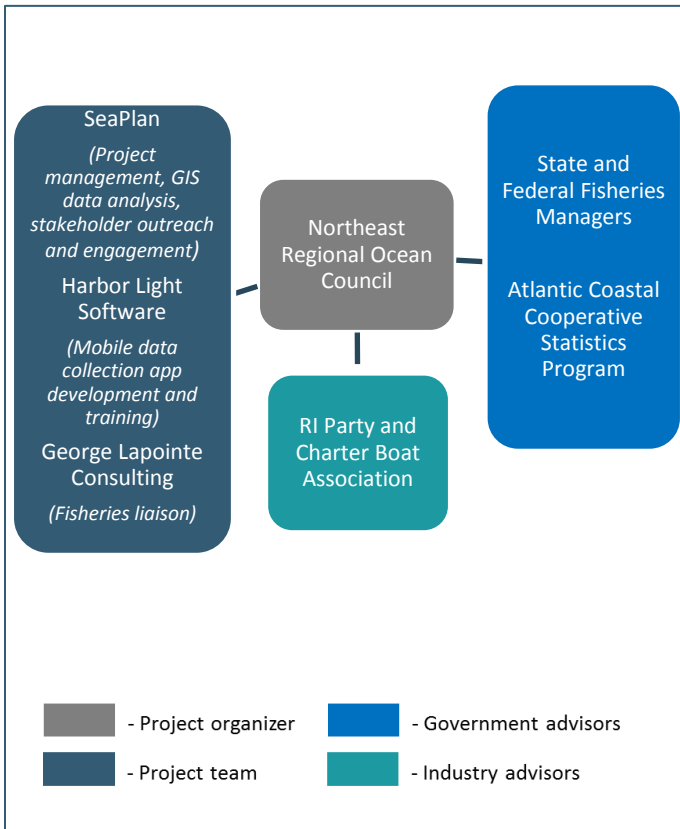 SeaPlan
(Project
management, GIS
data analysis,
stakeholder outreach
and engagement)
Harbor Light
Software
(Mobile data
collection app
development and
training)
George Lapointe
Consulting
(Fisheries liaison)
Northeast
Regional Ocean
Council
RI Party and
Charter Boat
Association
State and
Federal Fisheries
Managers
Atlantic Coastal
Cooperative
Statistics
Program
- Project organizer
- Government advisors
- Project team
- Industry advisors